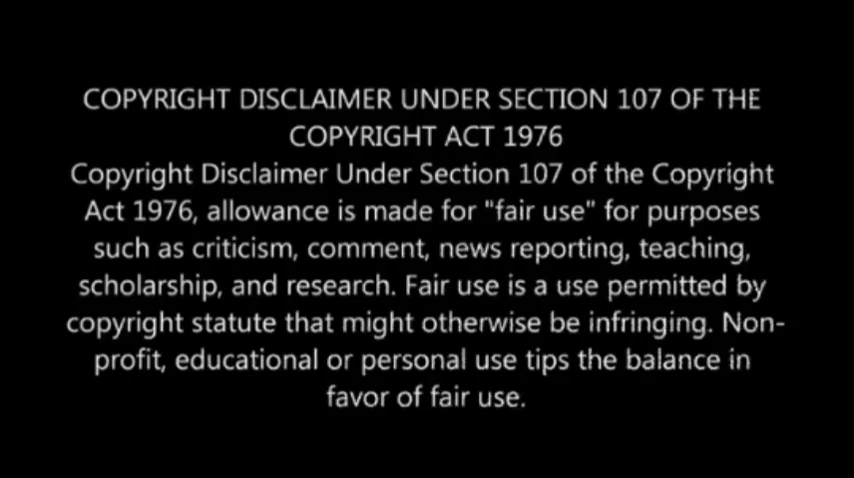 COPYRIGHT DISCLAIMER UNDER SECTION 107 OF THE
COPYRIGHT ACT 1976
Copyright Disclaimer Under Section 107 of the Copyright
Act 1976, allowance is made for "fair use" for purposes
such as criticism, comment, news reporting, teaching,
scholarship, and research. Fair use is a use permitted by
copyright statute that might otherwise be infringing. Non-
profit, educational or personal use tips the balance in
favor of fair use.